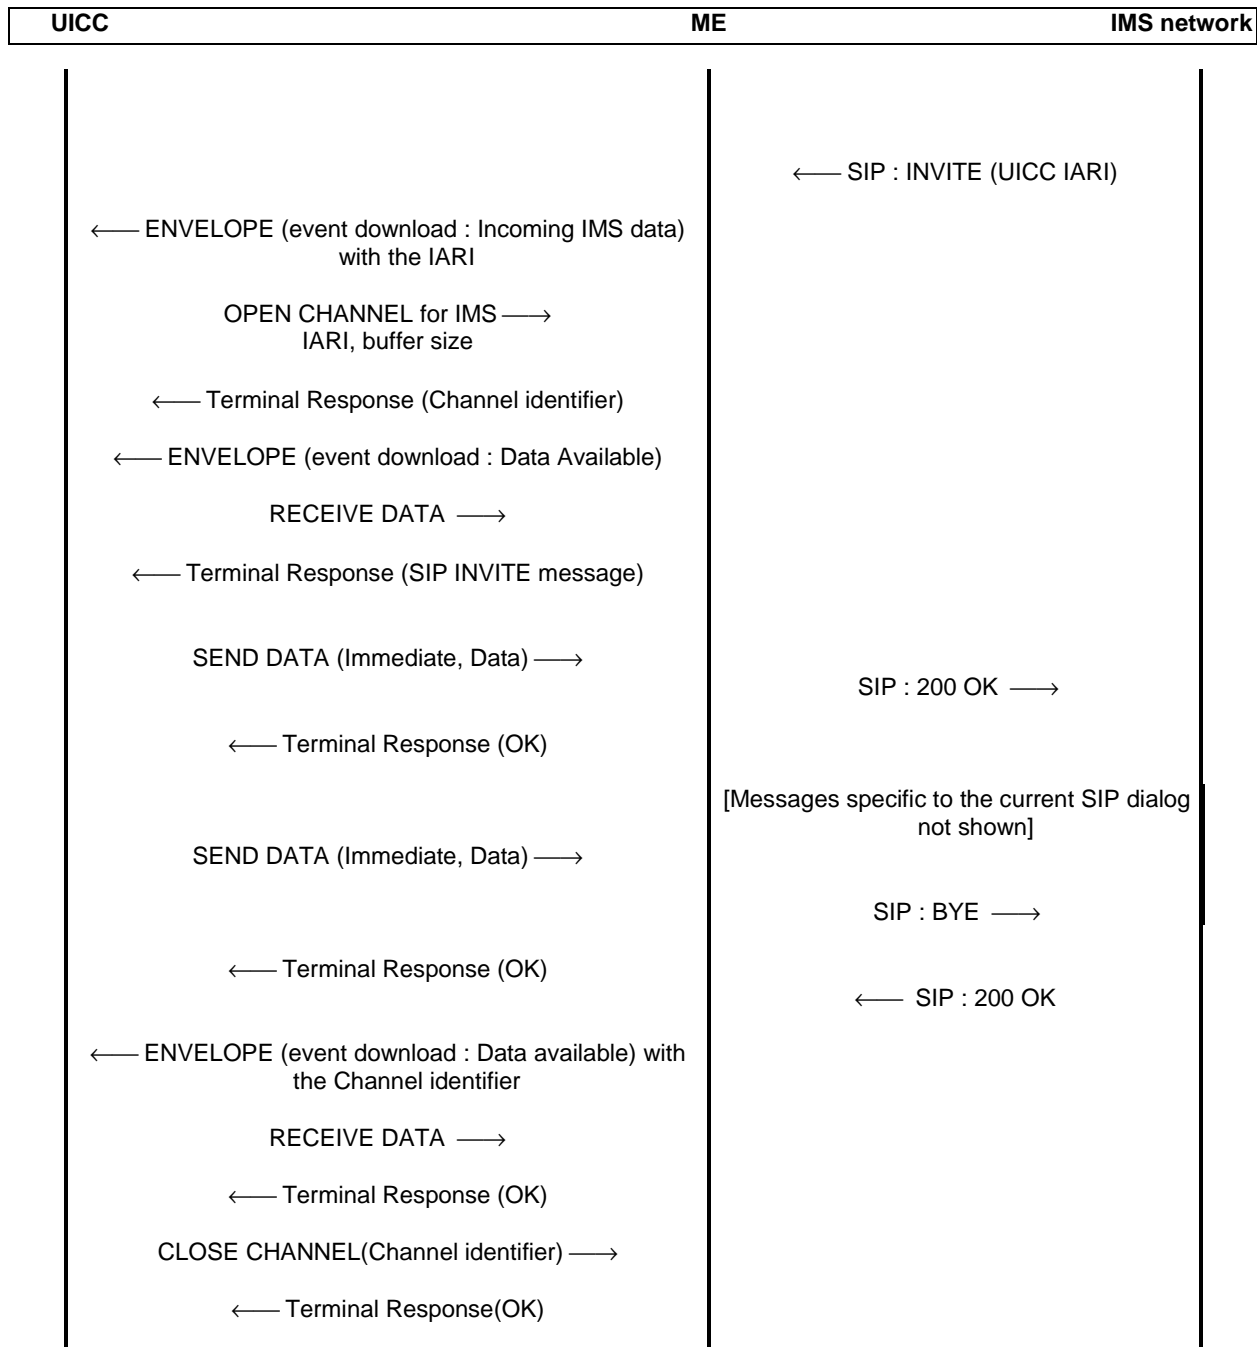 UICC ME IMS network
← SIP : INVITE (UICC IARI)
← ENVELOPE (event download : Incoming IMS data)
with the IARI
OPEN CHANNEL for IMS →
IARI, buffer size
← Terminal Response (Channel identifier)
← ENVELOPE (event download : Data Available)
RECEIVE DATA →
← Terminal Response (SIP INVITE message)
SEND DATA (Immediate, Data) →
SIP : 200 OK →
← Terminal Response (OK)
[Messages specific to the current SIP dialog
not shown]
SEND DATA (Immediate, Data) →
SIP : BYE →
← Terminal Response (OK)
← SIP : 200 OK
← ENVELOPE (event download : Data available) with
the Channel identifier
RECEIVE DATA →
← Terminal Response (OK)
CLOSE CHANNEL(Channel identifier) →
← Terminal Response(OK)